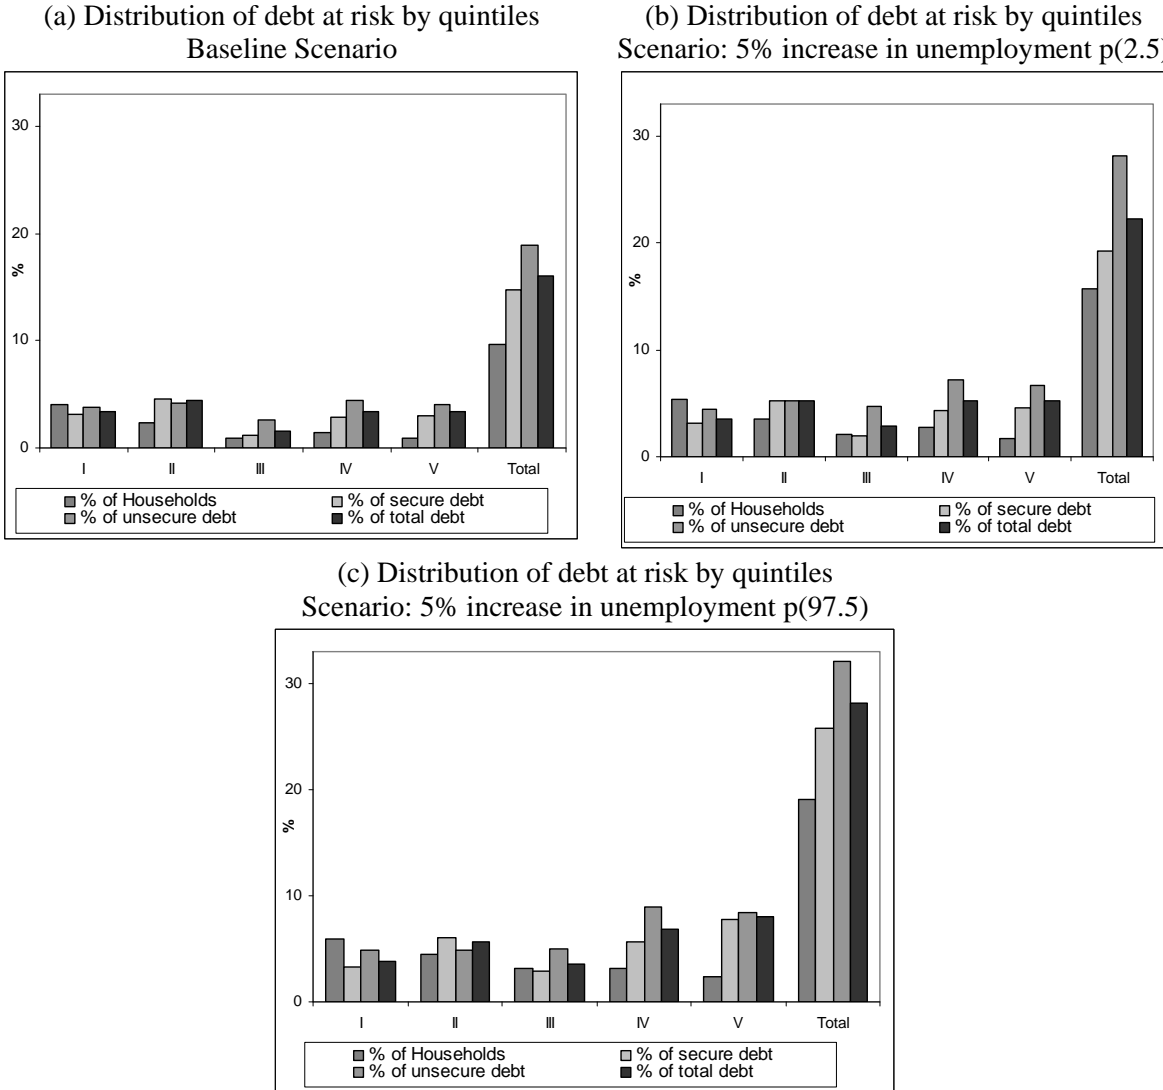 (a) Distribution of debt at risk by quintiles
Baseline Scenario
30
20
10
0
%
I II III IV V Total
% of Households % of secure debt
% of unsecure debt % of total debt
(b) Distribution of debt at risk by quintiles
Scenario: 5% increase in unemployment p(2.5)
30
20
10
0
%
I II III IV V Total
% of Households % of secure debt
% of unsecure debt % of total debt
(c) Distribution of debt at risk by quintiles
Scenario: 5% increase in unemployment p(97.5)
30
20
10
0
%
I II III IV V Total
% of Households % of secure debt
% of unsecure debt % of total debt